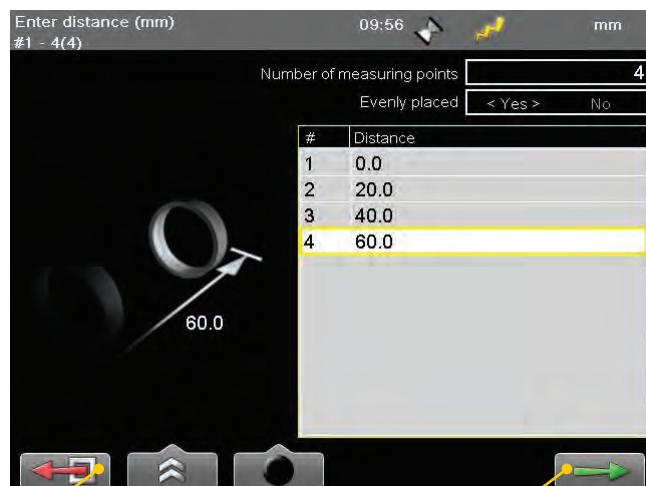 Enter distance (mm) 09:56 mm
#1 - 4(4)
Number of measuring points 4
Evenly placed < Yes > No
# Distance
1 0.0
2 20.0
3 40.0
4 60.0
60.0